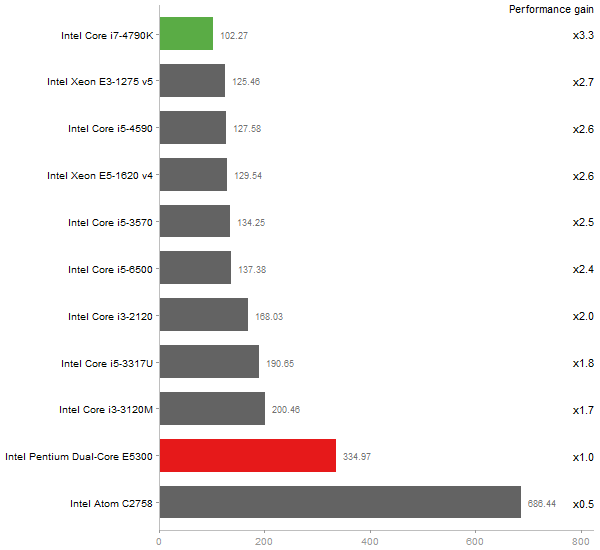 Performance gain
Intel Core i7-4790K 102.27 x3.3
Intel Xeon E3-1275 v5 125.46 x2.7
Intel Core i5-4590 127.58 x2.6
Intel Xeon E5-1620 v4 129.54 x2.6
Intel Core i5-3570 134.25 x2.5
Intel Core i5-6500 137.38 x2.4
Intel Core i3-2120 168.03 x2.0
Intel Core i5-3317U 190.65 x1.8
Intel Core i3-3120M 200.46 x1.7
Intel Pentium Dual-Core E5300 334.97 x1.0
Intel Atom C2758 686.44 x0.5
0 200 400 600 800